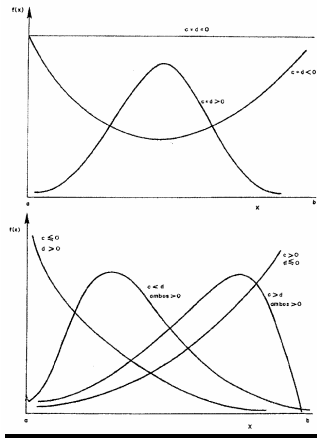 f(x)
c = d = 0
c = d < 0
c = d > 0
a
x
b
f(x)
c ≤ 0
d > 0
c < d
ambos > 0
c > 0
d ≤ 0
c > d
ambos > 0
a
x
b